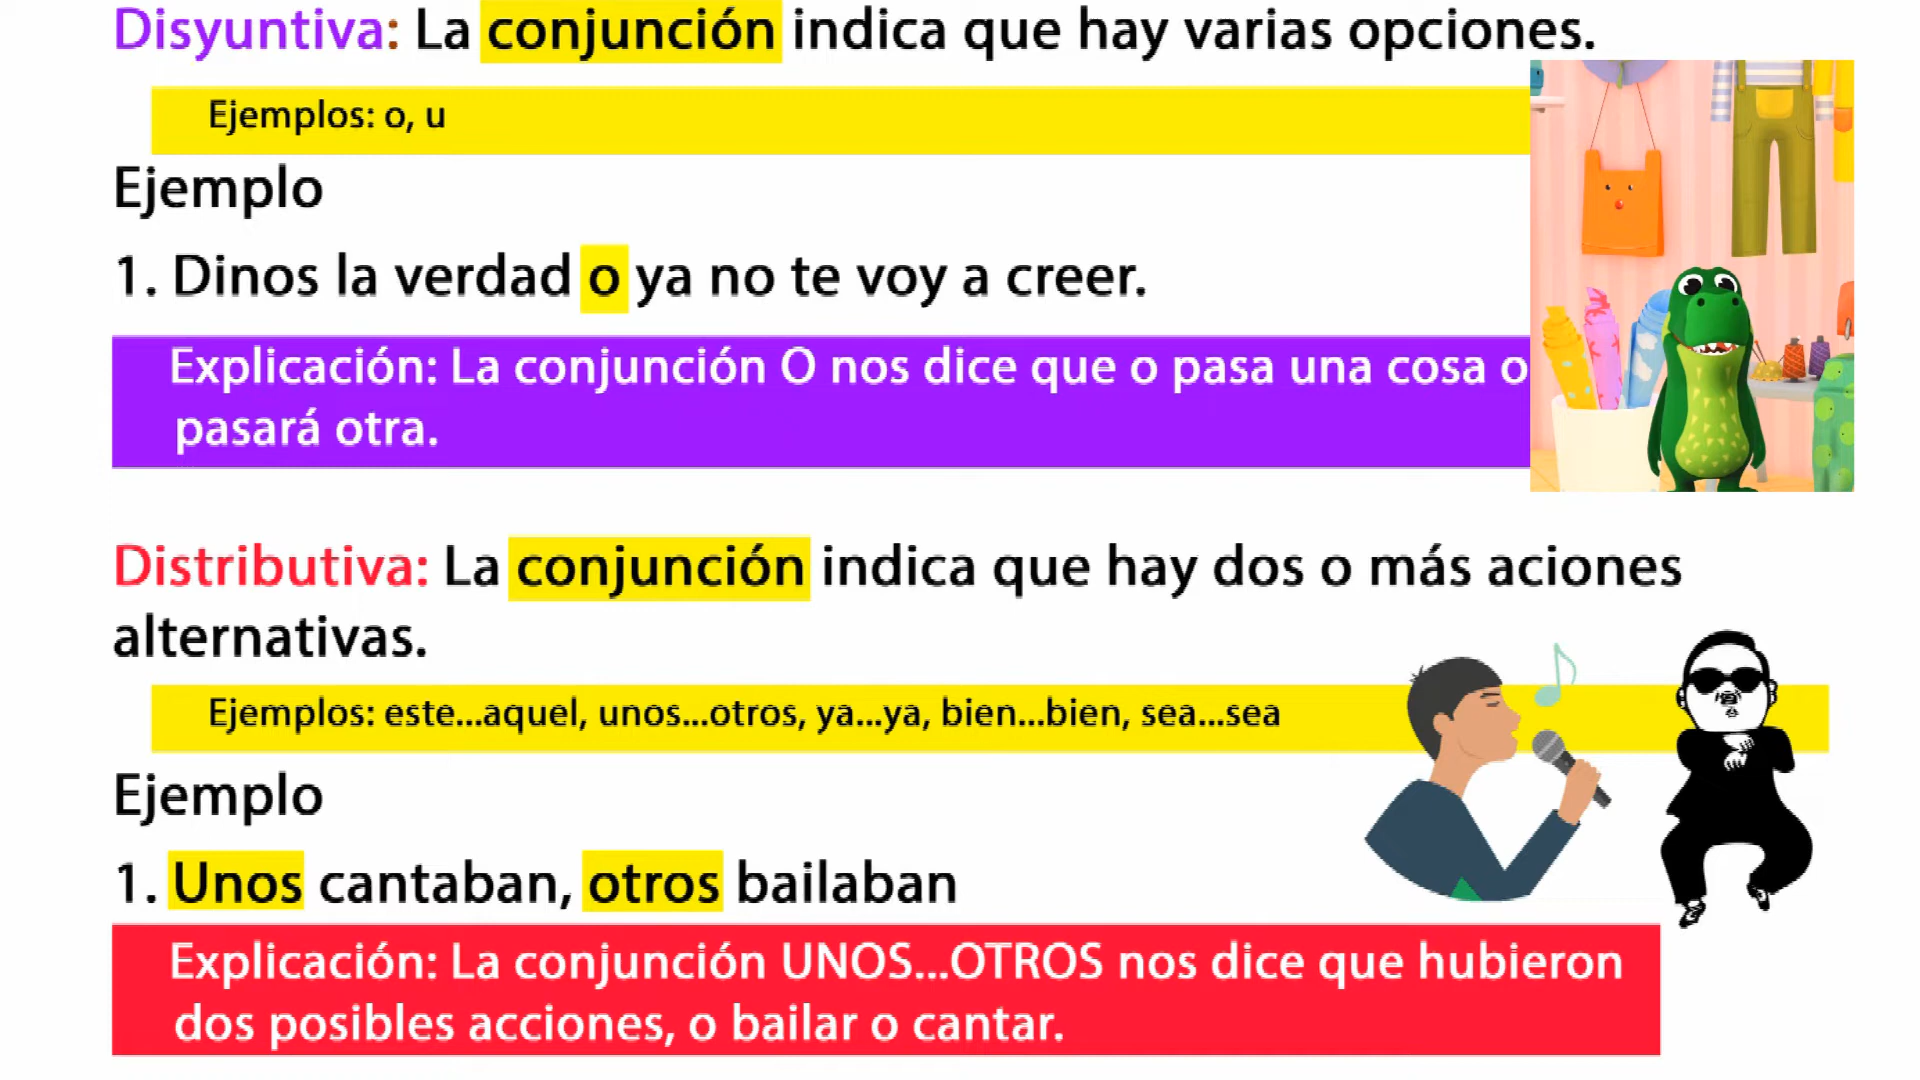 Disyuntiva: La conjunción indica que hay varias opciones.
Ejemplos: o, u
Ejemplo
1. Dinos la verdad o ya no te voy a creer.
Explicación: La conjunción O nos dice que o pasa una cosa o
pasará otra.
Distributiva: La conjunción indica que hay dos o más aciones
alternativas.
Ejemplos: este...aquel, unos...otros, ya...ya, bien...bien, sea...sea
Ejemplo
1. Unos cantaban, otros bailaban
Explicación: La conjunción UNOS...OTROS nos dice que hubieron
dos posibles acciones, o bailar o cantar.